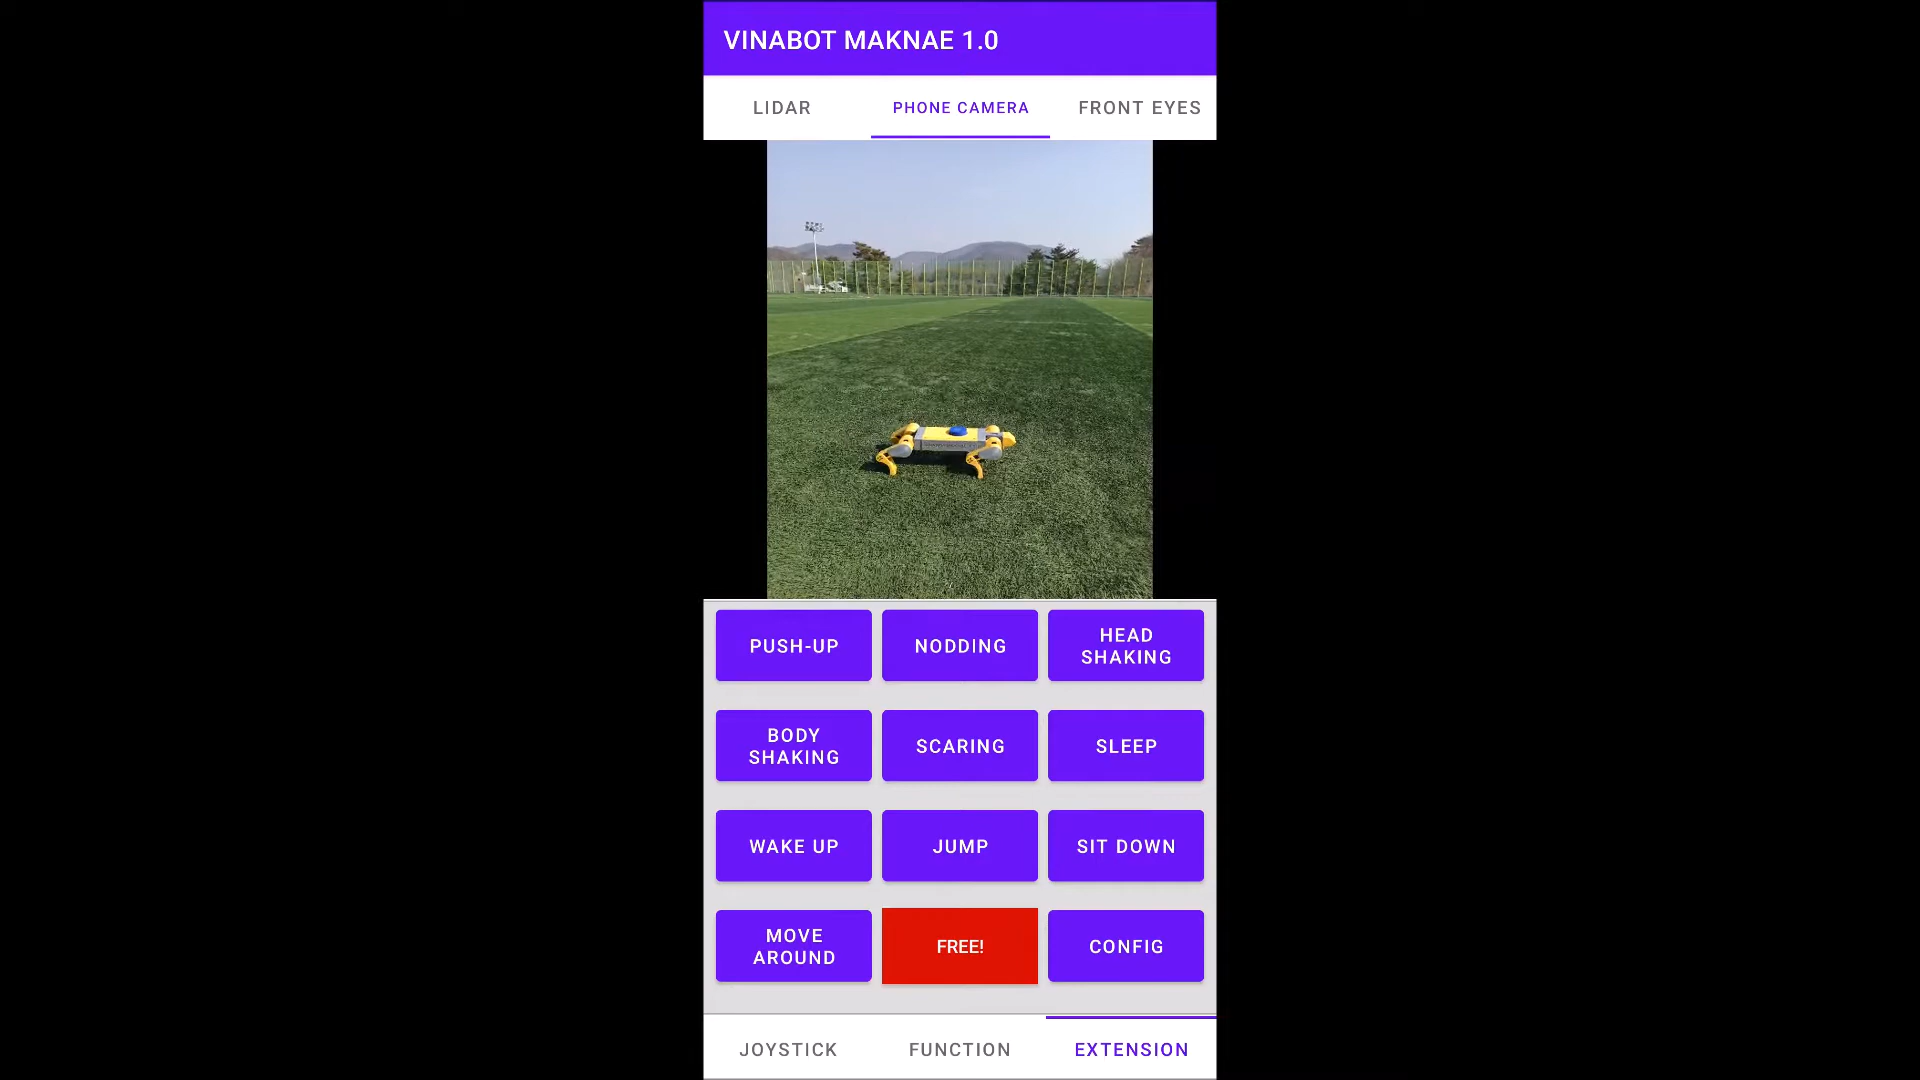 VINABOT MAKNAE 1.0
LIDAR
PHONE CAMERA
FRONT EYES
PUSH-UP
NODDING
HEAD
SHAKING
BODY
SHAKING
SCARING
SLEEP
WAKE UP
JUMP
SIT DOWN
MOVE
AROUND
FREE!
CONFIG
JOYSTICK
FUNCTION
EXTENSION